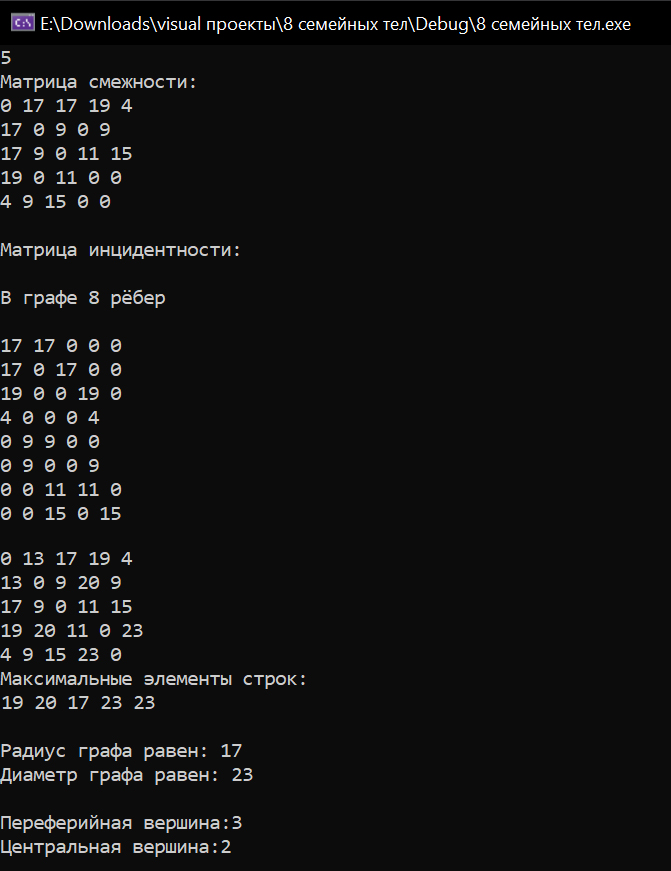 E:\Downloads\visual проекты\8 семейных тел\Debug\8 семейных тел.exe
5
Матрица смежности:
0 17 17 19 4
17 0 9 0 9
17 9 0 11 15
19 0 11 0 0
4 9 15 0 0
Матрица инцидентности:
В графе 8 рёбер
17 17 0 0 0
17 0 17 0 0
19 0 0 19 0
4 0 0 0 4
0 9 9 0 0
0 9 0 0 9
0 0 11 11 0
0 0 15 0 15
0 13 17 19 4
13 0 9 20 9
17 9 0 11 15
19 20 11 0 23
4 9 15 23 0
Максимальные элементы строк:
19 20 17 23 23
Радиус графа равен: 17
Диаметр графа равен: 23
Переферийная вершина:3
Центральная вершина:2